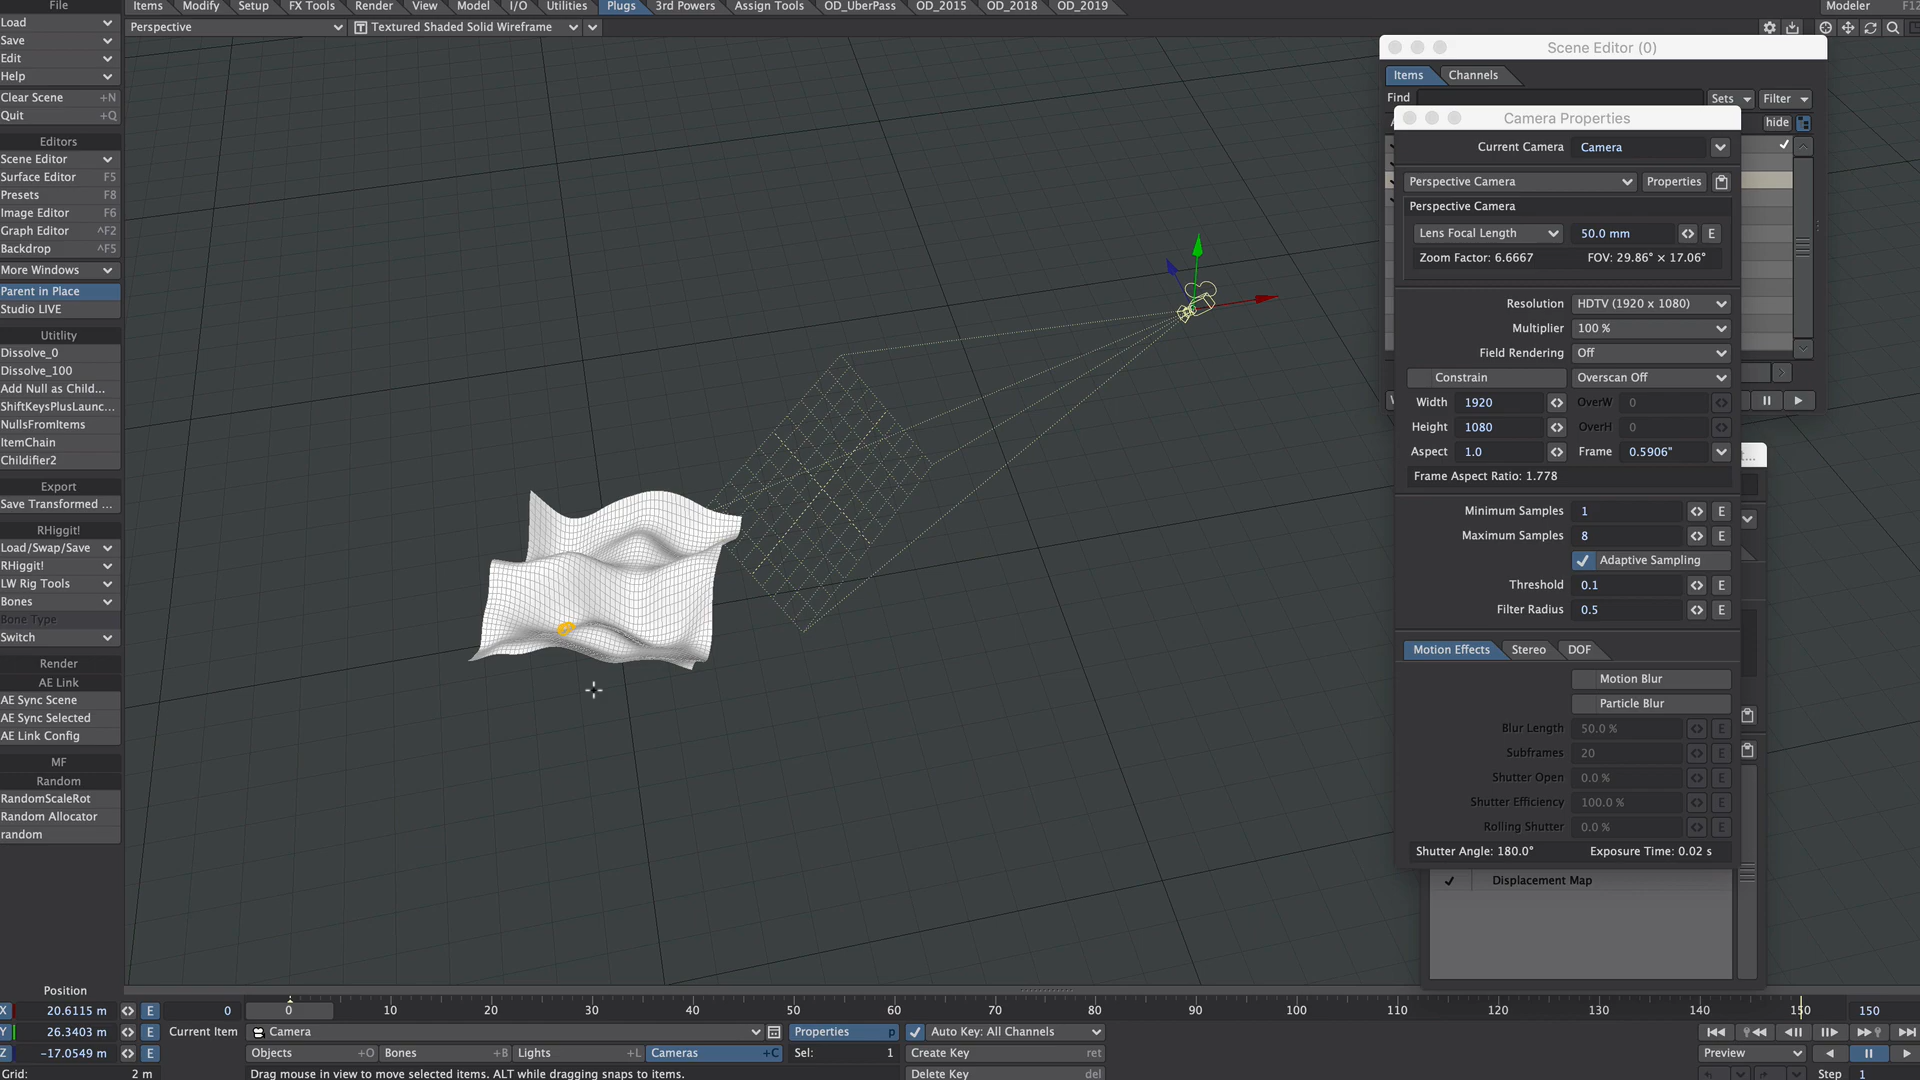 File Items Modify Setup FX Tools Render View Model I/O Utilities Plugs 3rd Powers Assign Tools OD_UberPass OD_2015 OD_2018 OD_2019 Modeler F12
Load
Save
Edit
Help
Clear Scene +N
Quit +Q
Editors
Scene Editor
Surface Editor F5
Presets F8
Image Editor F6
Graph Editor ^F2
Backdrop ^F5
More Windows
Parent in Place
Studio LIVE
Utitlity
Dissolve_0
Dissolve_100
Add Null as Child...
ShiftKeysPlusLaunc...
NullsFromItems
ItemChain
Childifier2
Export
Save Transformed ...
RHiggit!
Load/Swap/Save
RHiggit!
LW Rig Tools
Bones
Bone Type
Switch
Render
AE Link
AE Sync Scene
AE Sync Selected
AE Link Config
MF
Random
RandomScaleRot
Random Allocator
random
Perspective Textured Shaded Solid Wireframe
Scene Editor (0)
Items Channels
Find Sets Filter
hide
Camera Properties
Current Camera Camera
Perspective Camera Properties
Perspective Camera
Lens Focal Length 50.0 mm E
Zoom Factor: 6.6667 FOV: 29.86° × 17.06°
Resolution HDTV (1920 x 1080)
Multiplier 100 %
Field Rendering Off
Constrain Overscan Off
Width 1920 OverW 0
Height 1080 OverH 0
Aspect 1.0 Frame 0.5906"
Frame Aspect Ratio: 1.778
Minimum Samples 1 E
Maximum Samples 8 E
Adaptive Sampling
Threshold 0.1 E
Filter Radius 0.5 E
Motion Effects Stereo DOF
Motion Blur
Particle Blur
Blur Length 50.0 % E
Subframes 20 E
Shutter Open 0.0 % E
Shutter Efficiency 100.0 % E
Rolling Shutter 0.0 % E
Shutter Angle: 180.0° Exposure Time: 0.02 s
Displacement Map
Position
X 20.6115 m E 0 0 10 20 30 40 50 60 70 80 90 100 110 120 130 140 150 150
Y 26.3403 m E Current Item Camera Properties p Auto Key: All Channels
Z -17.0549 m E Objects +O Bones +B Lights +L Cameras +C Sel: 1 Create Key ret Preview
Grid: 2 m Drag mouse in view to move selected items. ALT while dragging snaps to items. Delete Key del Step 1